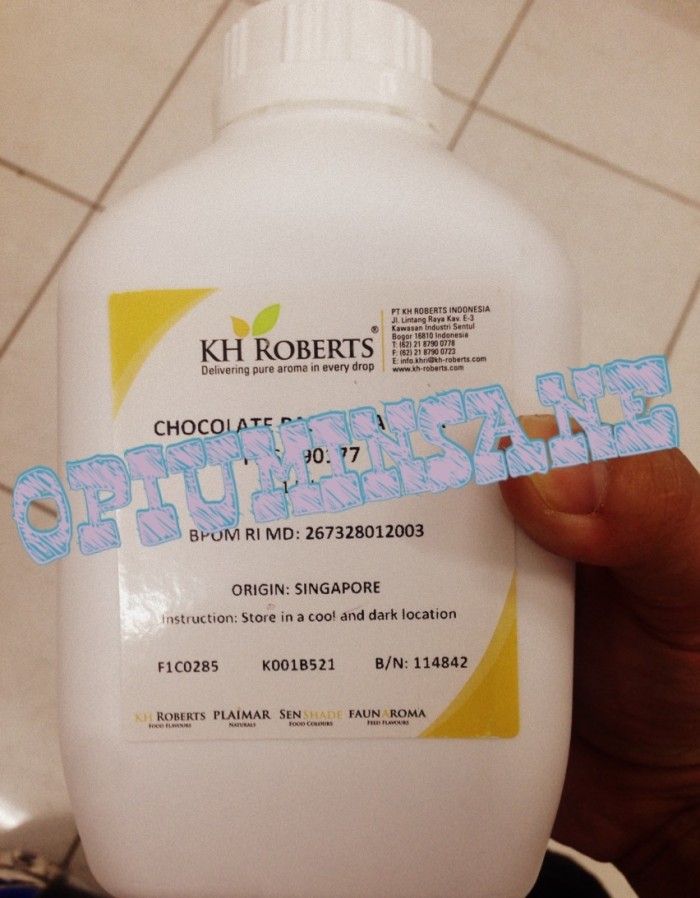 KH ROBERTS®
Delivering pure aroma in every drop
PT KH ROBERTS INDONESIA
Jl. Lintang Raya Kav. E-3
Kawasan Industri Sentul
Bogor 16810 Indonesia
T: (62) 21 8790 0778
F: (62) 21 8790 0723
E: info.khri@kh-roberts.com
www.kh-roberts.com
CHOCOLATE
OPIUMINSANE
BPOM RI MD: 267328012003
ORIGIN: SINGAPORE
Instruction: Store in a cool and dark location
F1C0285 K001B521 B/N: 114842
KH ROBERTS PLAIMAR SENSHADE FAUNAROMA
FOOD FLAVOURS NATURALS FOOD COLOURS FEED FLAVOURS